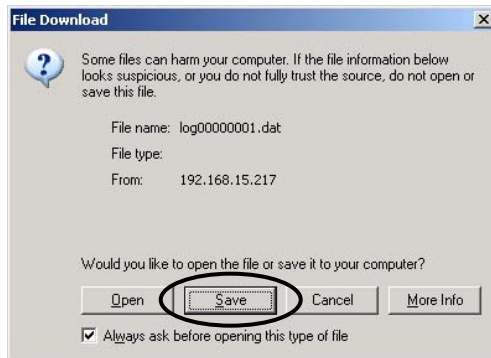 File Download
Some files can harm your computer. If the file information below
looks suspicious, or you do not fully trust the source, do not open or
save this file.
File name: log00000001.dat
File type:
From: 192.168.15.217
Would you like to open the file or save it to your computer?
Open Save Cancel More Info
Always ask before opening this type of file